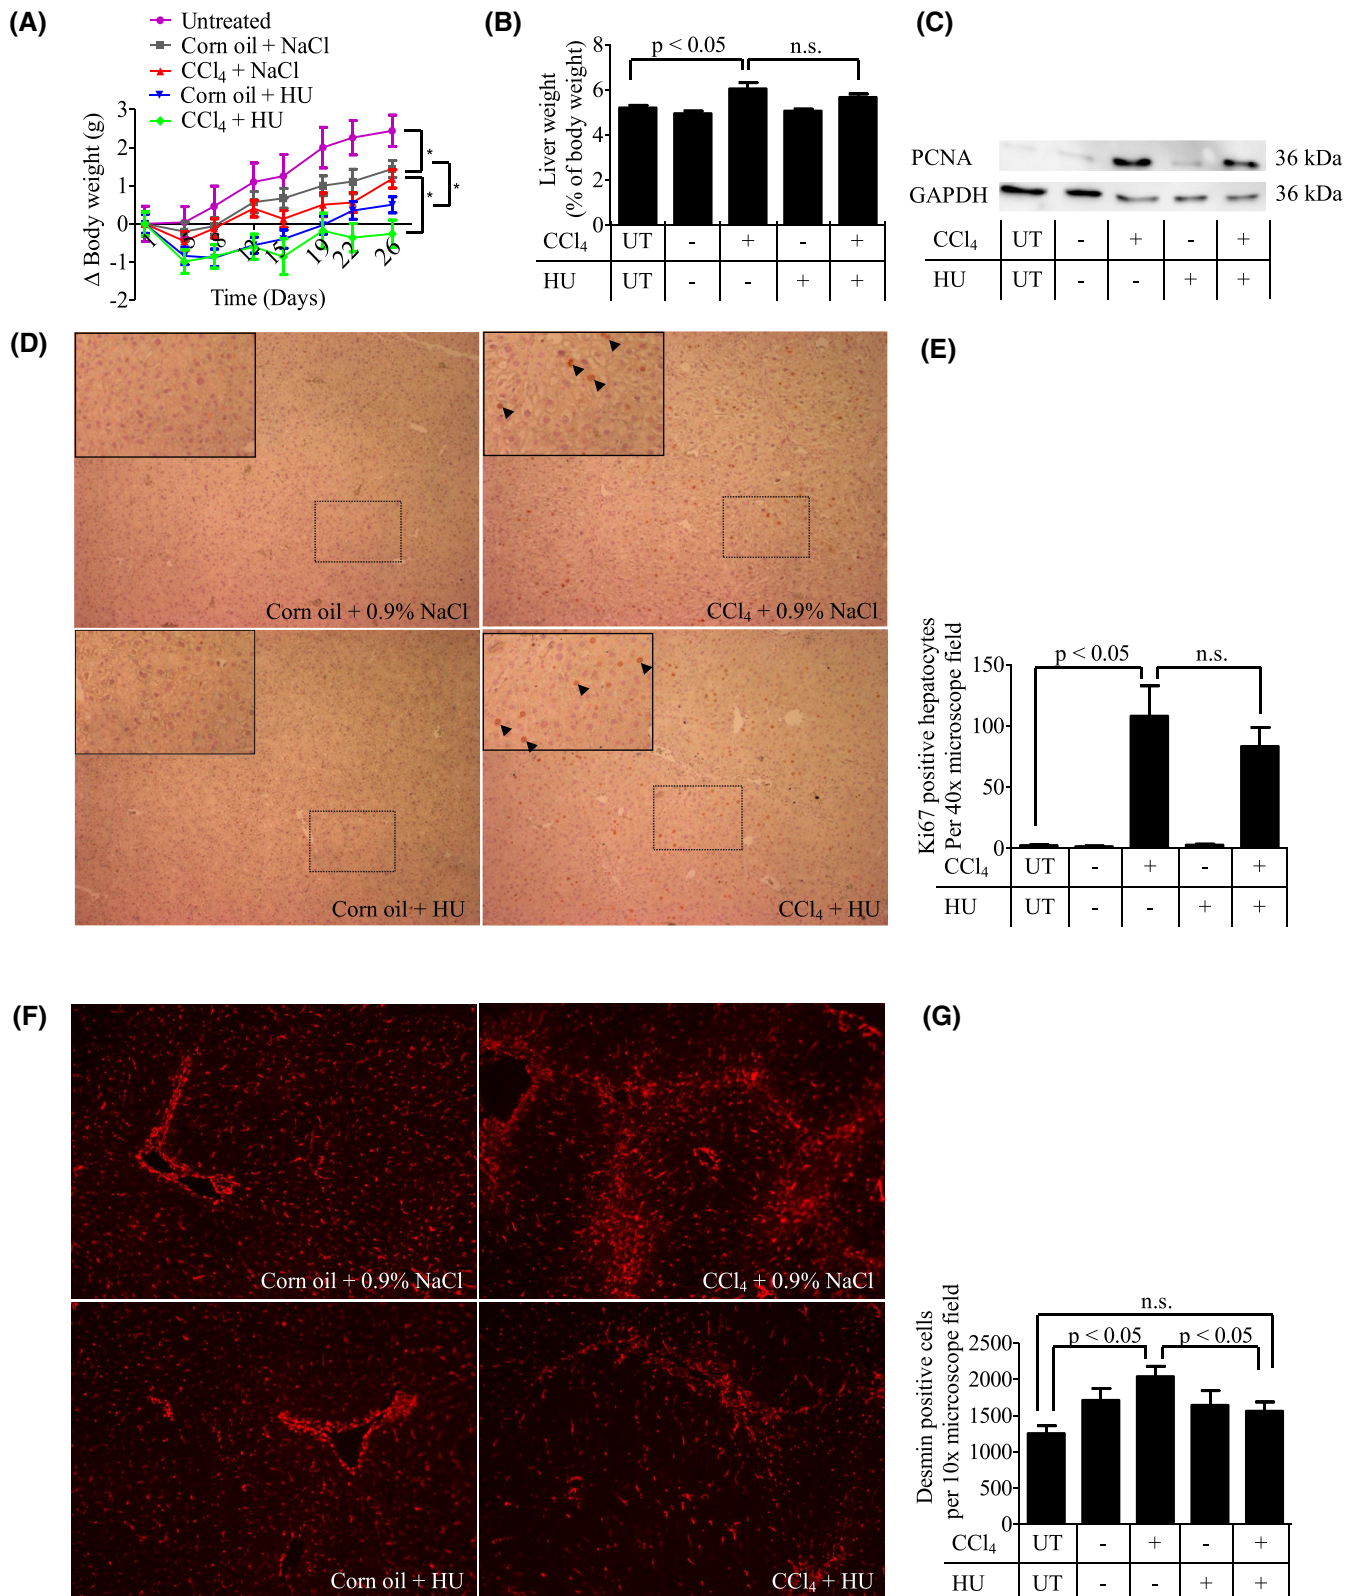 (A)
Untreated
Corn oil + NaCl
CCl₄ + NaCl
Corn oil + HU
CCl₄ + HU
Δ Body weight (g)
3
2
1
0
-1
-2
19
22
26
Time (Days)
*
*
*
(B)
Liver weight
(% of body weight)
8
6
4
2
0
p < 0.05
n.s.
CCl₄ UT - + - +
HU UT - - + +
(C)
PCNA 36 kDa
GAPDH 36 kDa
CCl₄ UT - + - +
HU UT - - + +
(D)
Corn oil + 0.9% NaCl
CCl₄ + 0.9% NaCl
Corn oil + HU
CCl₄ + HU
(E)
Ki67 positive hepatocytes
Per 40x microscope field
150
100
50
0
p < 0.05
n.s.
CCl₄ UT - + - +
HU UT - - + +
(F)
Corn oil + 0.9% NaCl
CCl₄ + 0.9% NaCl
Corn oil + HU
CCl₄ + HU
(G)
Desmin positive cells
per 10x micrcoscope field
2500
2000
1500
1000
500
0
n.s.
p < 0.05
p < 0.05
CCl₄ UT - + - +
HU UT - - + +